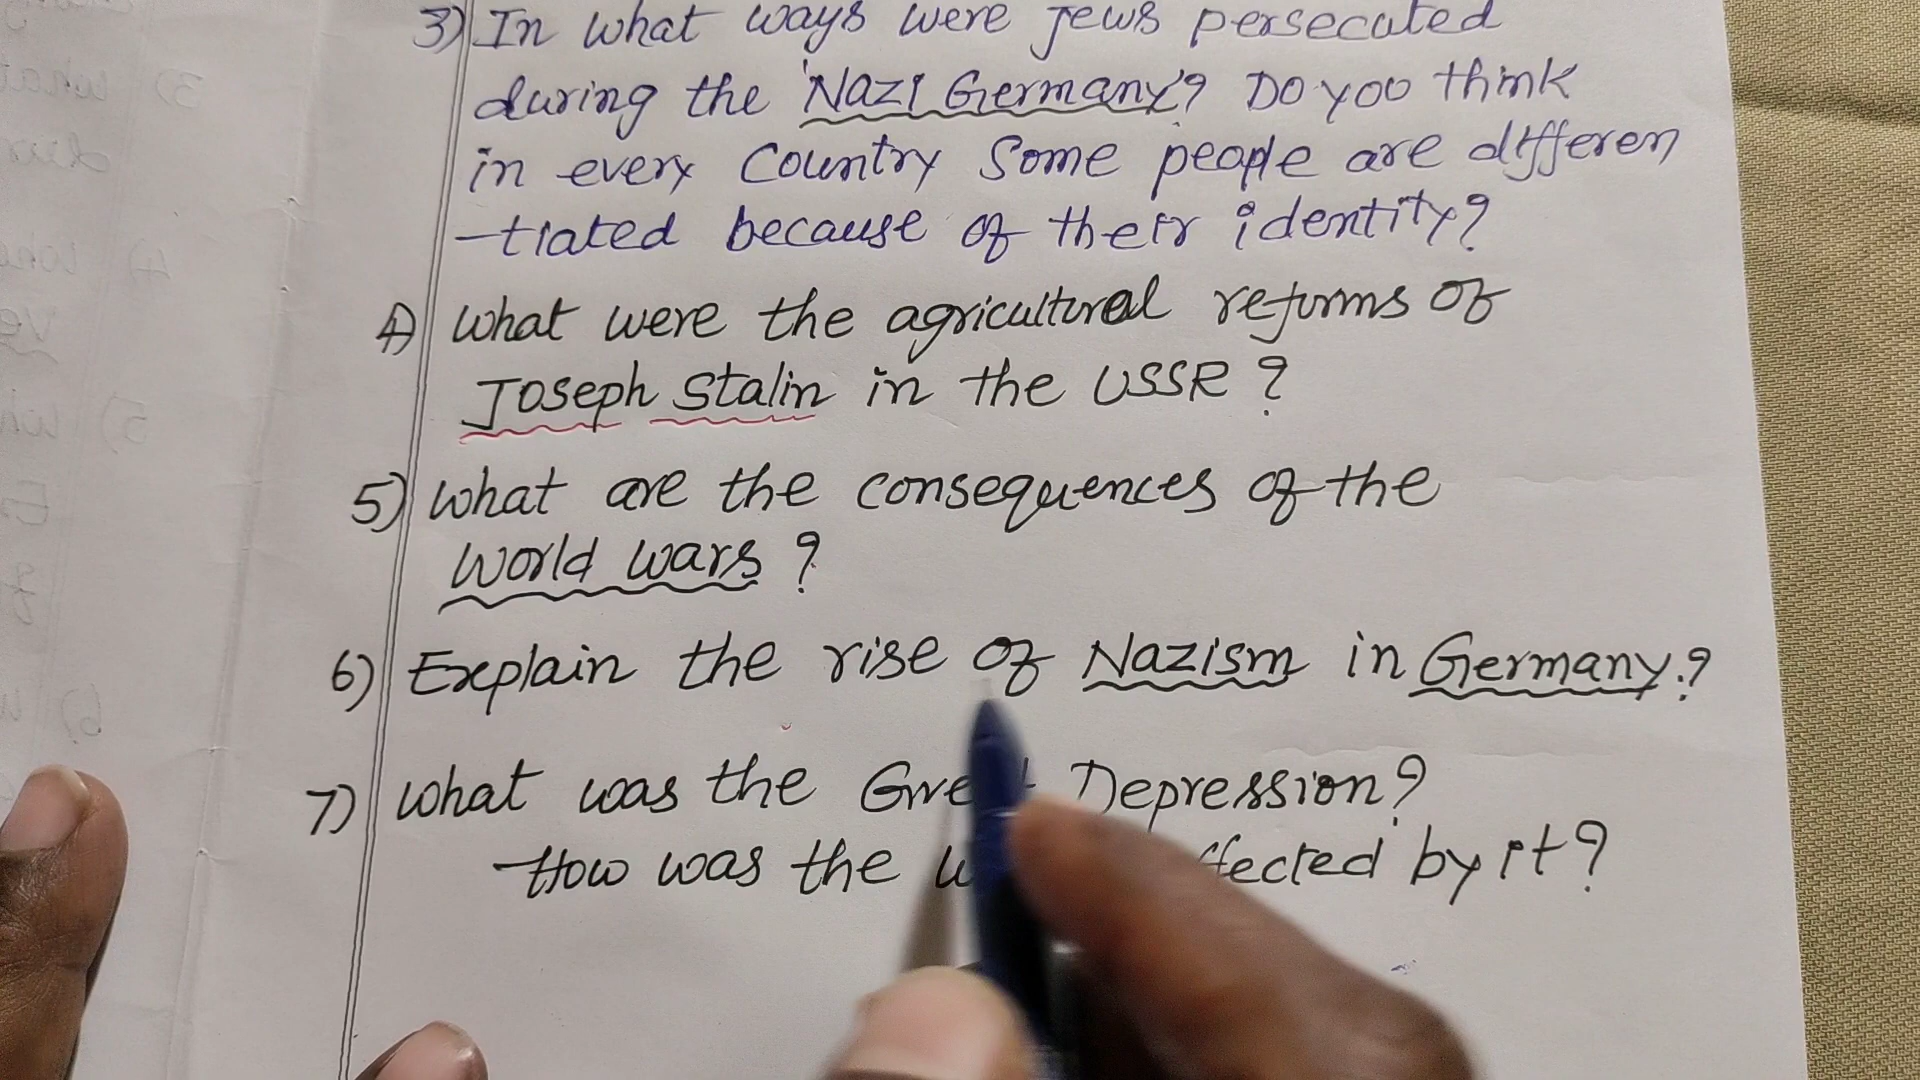 3) In what ways were Jews persecuted
during the 'Nazi Germany'? Do you think
in every Country Some people are differen
-tiated because of their identity?
4) What were the agricultural reforms of
Joseph Stalin in the USSR ?
5) What are the consequences of the
World wars ?
6) Explain the rise of Nazism in Germany.?
7) What was the Depression?
How was the by it?